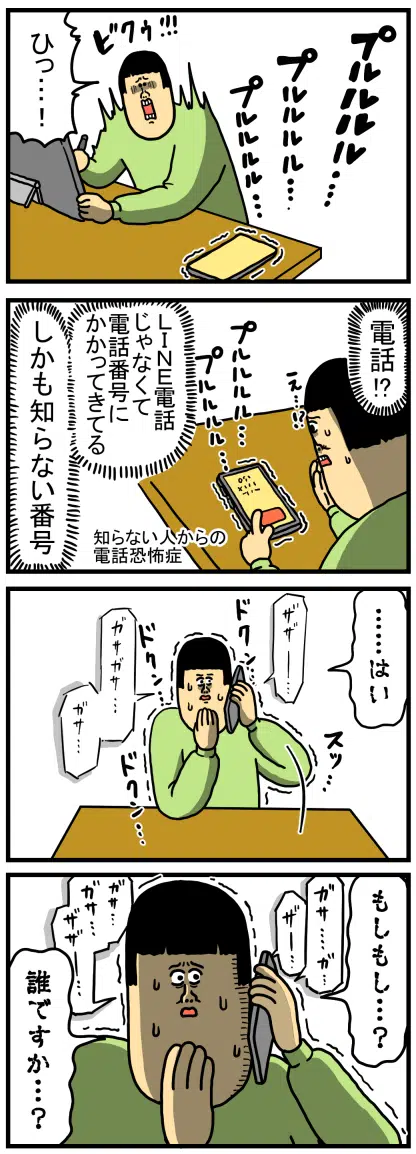 プルルルル…
プルルルル…
プルルルル…
ビクゥ!!!
ひっ…!
電話!?
え…!?
プルルルル…
プルルルル…
LINE電話
じゃなくて
電話番号に
かかってきてる
知らない人からの
電話恐怖症
しかも知らない番号
……はい
スッ…
ザザ……
ドクン…
ドクン…
ガサガサ…
ガサ…
ドクン…
もしもし…?
ガサ……ガ…
ザー…
ガサガサ…
ガサ…
ザザ…
誰ですか…?